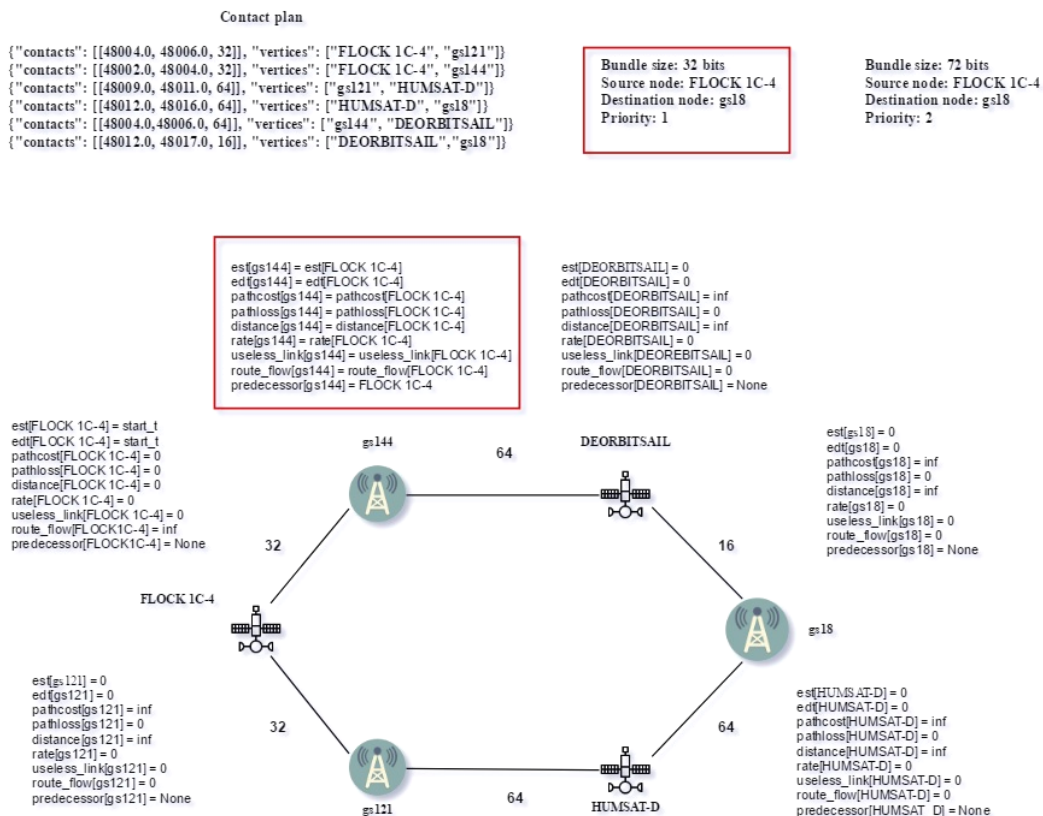 Contact plan
{"contacts": [[48004.0, 48006.0, 32]], "vertices": ["FLOCK 1C-4", "gs121"]}
{"contacts": [[48002.0, 48004.0, 32]], "vertices": ["FLOCK 1C-4", "gs144"]}
{"contacts": [[48009.0, 48011.0, 64]], "vertices": ["gs121", "HUMSAT-D"]}
{"contacts": [[48012.0, 48016.0, 64]], "vertices": ["HUMSAT-D", "gs18"]}
{"contacts": [[48004.0,48006.0, 64]], "vertices": ["gs144", "DEORBITSAIL"]}
{"contacts": [[48012.0, 48017.0, 16]], "vertices": ["DEORBITSAIL","gs18"]}
Bundle size: 32 bits
Source node: FLOCK 1C-4
Destination node: gs18
Priority: 1
Bundle size: 72 bits
Source node: FLOCK 1C-4
Destination node: gs18
Priority: 2
est[gs144] = est[FLOCK 1C-4]
edt[gs144] = edt[FLOCK 1C-4]
pathcost[gs144] = pathcost[FLOCK 1C-4]
pathloss[gs144] = pathloss[FLOCK 1C-4]
distance[gs144] = distance[FLOCK 1C-4]
rate[gs144] = rate[FLOCK 1C-4]
useless_link[gs144] = useless_link[FLOCK 1C-4]
route_flow[gs144] = route_flow[FLOCK 1C-4]
predecessor[gs144] = FLOCK 1C-4
est[DEORBITSAIL] = 0
edt[DEORBITSAIL] = 0
pathcost[DEORBITSAIL] = inf
pathloss[DEORBITSAIL] = 0
distance[DEORBITSAIL] = inf
rate[DEORBITSAIL] = 0
useless_link[DEOREBITSAIL] = 0
route_flow[DEORBITSAIL] = 0
predecessor[DEORBITSAIL] = None
est[FLOCK 1C-4] = start_t
edt[FLOCK 1C-4] = start_t
pathcost[FLOCK 1C-4] = 0
pathloss[FLOCK 1C-4] = 0
distance[FLOCK 1C-4] = 0
rate[FLOCK 1C-4] = 0
useless_link[FLOCK 1C-4] = 0
route_flow[FLOCK1C-4] = inf
predecessor[FLOCK1C-4] = None
gs144
64
DEORBITSAIL
est[gs18] = 0
edt[gs18] = 0
pathcost[gs18] = inf
pathloss[gs18] = 0
distance[gs18] = inf
rate[gs18] = 0
useless_link[gs18] = 0
route_flow[gs18] = 0
predecessor[gs18] = None
32
16
FLOCK 1C-4
gs18
est[gs121] = 0
edt[gs121] = 0
pathcost[gs121] = inf
pathloss[gs121] = 0
distance[gs121] = inf
rate[gs121] = 0
useless_link[gs121] = 0
route_flow[gs121] = 0
predecessor[gs121] = None
32
64
est[HUMSAT-D] = 0
edt[HUMSAT-D] = 0
pathcost[HUMSAT-D] = inf
pathloss[HUMSAT-D] = 0
distance[HUMSAT-D] = inf
rate[HUMSAT-D] = 0
useless_link[HUMSAT-D] = 0
route_flow[HUMSAT-D] = 0
predecessor[HUMSAT_D] = None
gs121
64
HUMSAT-D